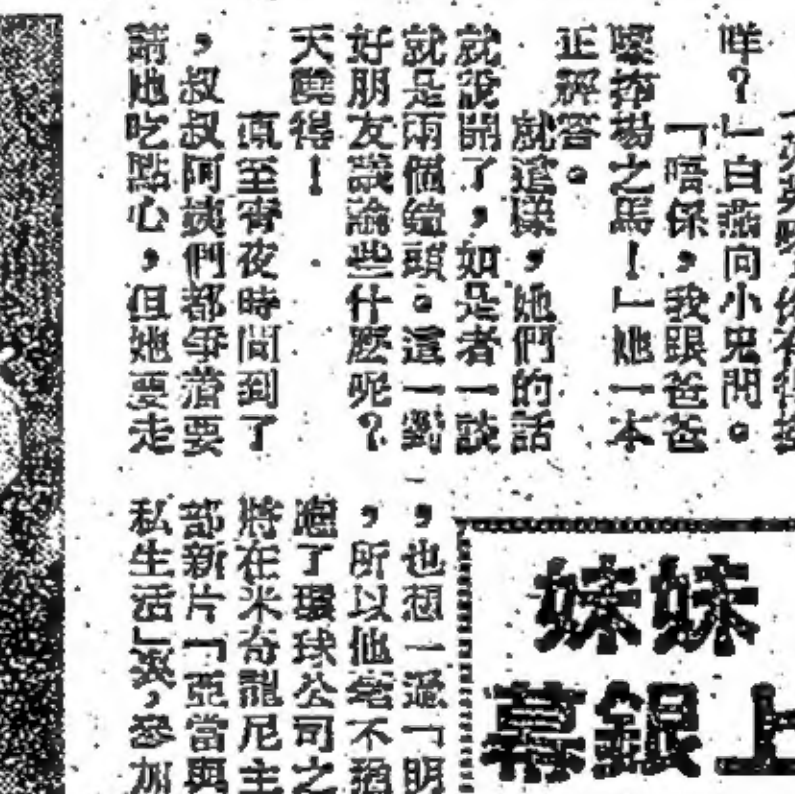 咩？」白燕向小鬼問。
「唔係，我跟爸爸
嚟揸場之馬！」她一本
正解答。
就這樣，她們的話
就說開了，如是者一談
就是兩個鐘頭。這一對
好朋友議論些什麼呢？
天曉得！
直至宵夜時間到了
，叔叔阿姨們都爭着要
請她吃點心，但她要走
妹妹
上銀幕
，也想一過「明
，所以他毫不
了環球公司之
將在米奇龍尼主
部新片「亞當與
私生活」裏，參加